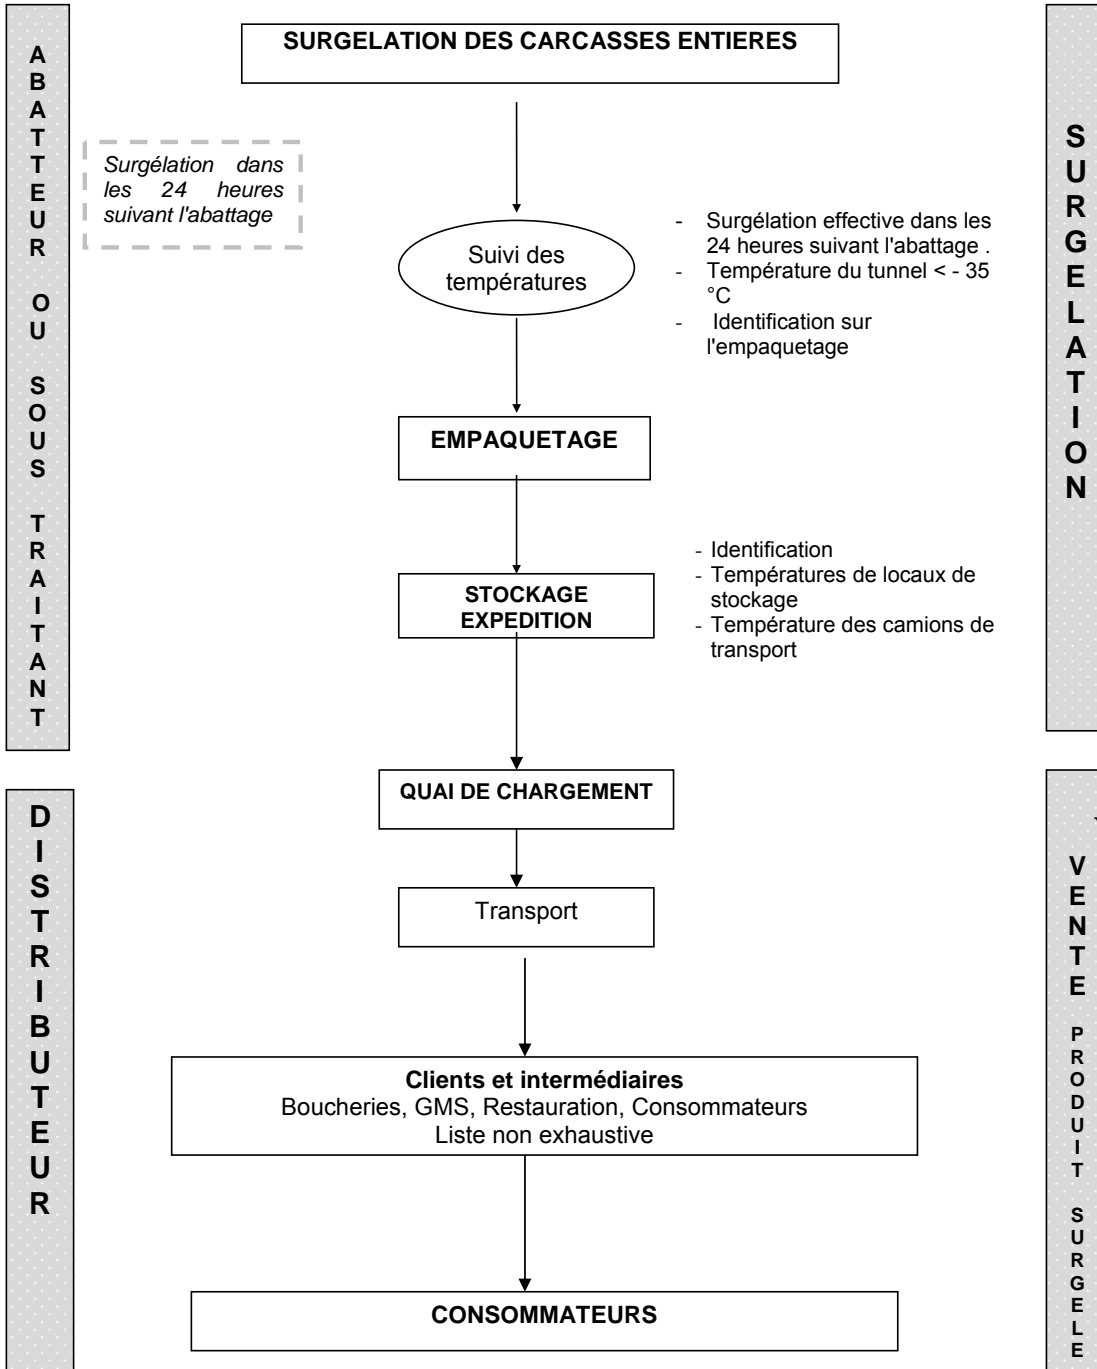 ABATTEUR OU SOUS TRAITANT
SURGELATION DES CARCASSES ENTIERES
SURGELATION
Surgélation dans
les 24 heures
suivant l'abattage
Suivi des
températures
- Surgélation effective dans les
24 heures suivant l'abattage .
- Température du tunnel < - 35
°C
- Identification sur
l'empaquetage
EMPAQUETAGE
STOCKAGE
EXPEDITION
- Identification
- Températures de locaux de
stockage
- Température des camions de
transport
DISTRIBUTEUR
QUAI DE CHARGEMENT
VENTE PRODUIT SURGELE
Transport
Clients et intermédiaires
Boucheries, GMS, Restauration, Consommateurs
Liste non exhaustive
CONSOMMATEURS